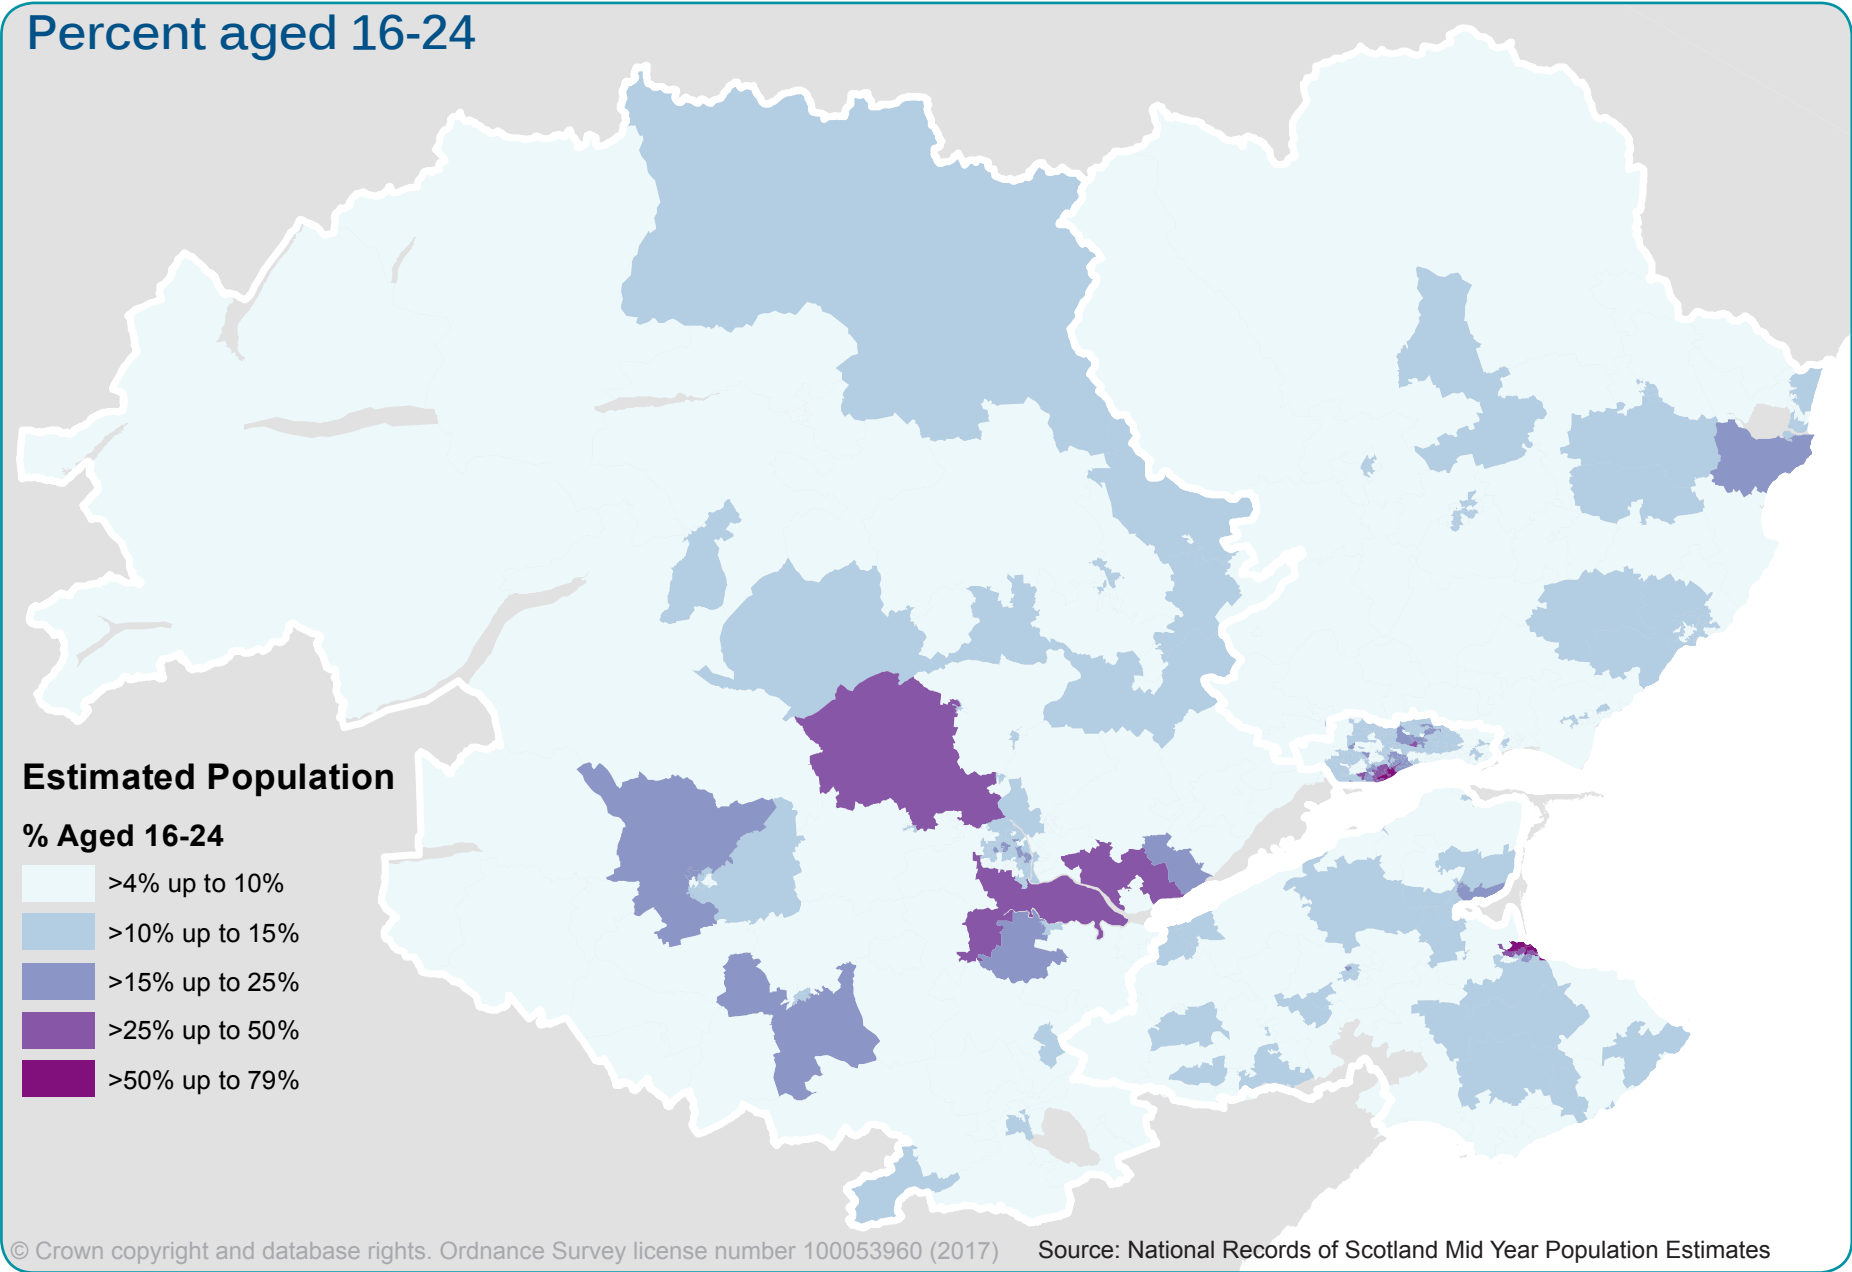 Percent aged 16-24
Estimated Population
% Aged 16-24
>4% up to 10%
>10% up to 15%
>15% up to 25%
>25% up to 50%
>50% up to 79%
© Crown copyright and database rights. Ordnance Survey license number 100053960 (2017)
Source: National Records of Scotland Mid Year Population Estimates